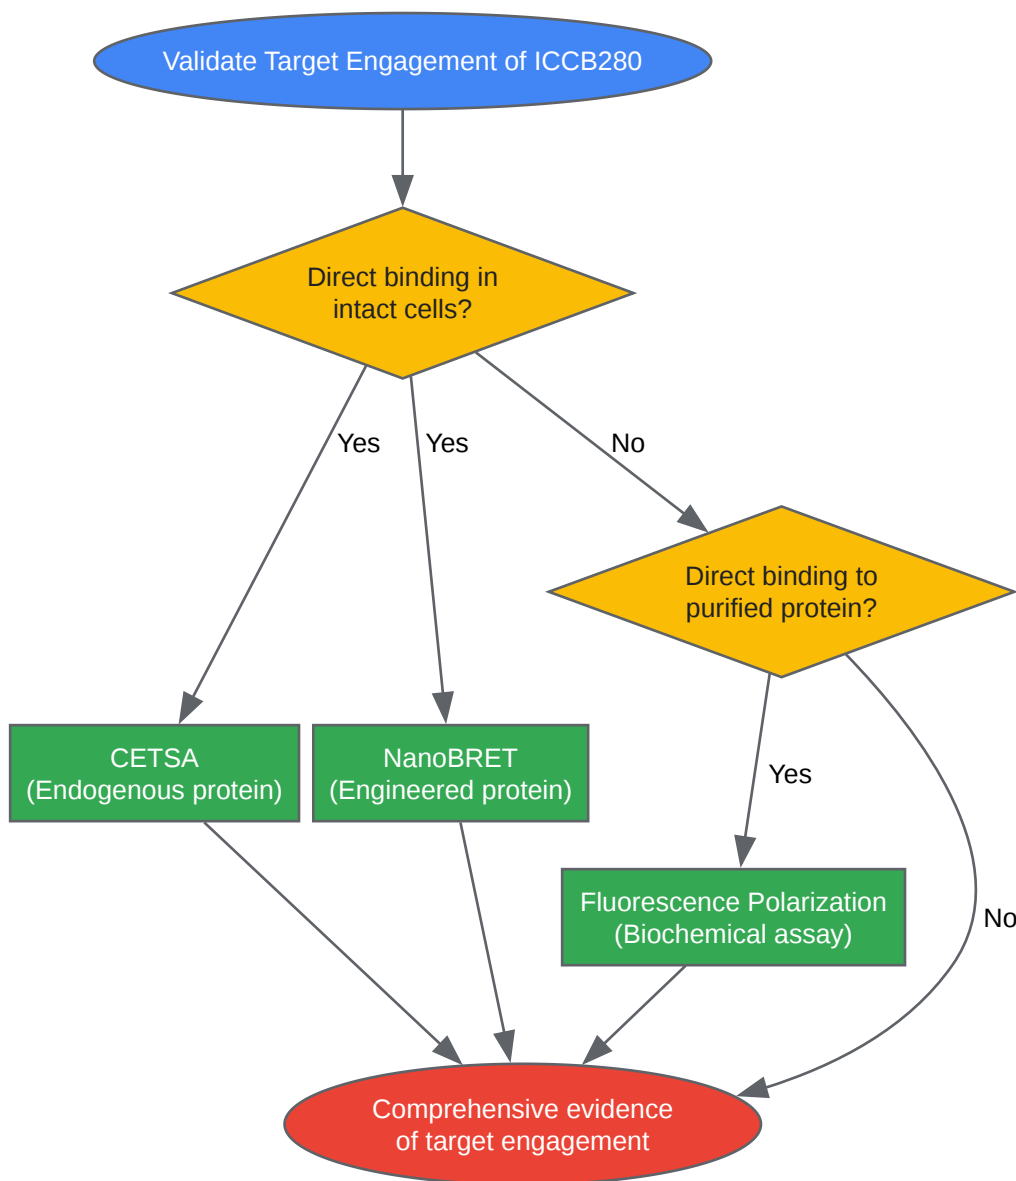 Validate Target Engagement of ICCB280
Direct binding in
intact cells?
Yes
Yes
No
Direct binding to
purified protein?
CETSA
(Endogenous protein)
NanoBRET
(Engineered protein)
Yes
Fluorescence Polarization
(Biochemical assay)
No
Comprehensive evidence
of target engagement